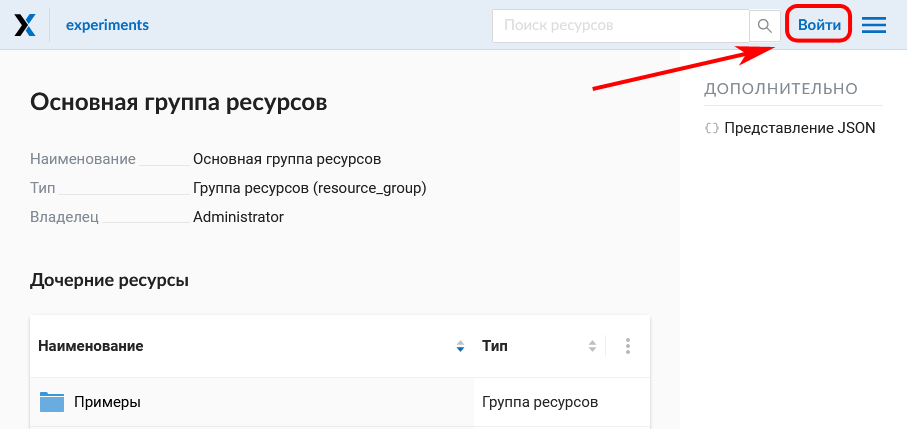 experiments
Поиск ресурсов
Войти
Основная группа ресурсов
Наименование Основная группа ресурсов
Тип Группа ресурсов (resource_group)
Владелец Administrator
ДОПОЛНИТЕЛЬНО
{} Представление JSON
Дочерние ресурсы
Наименование Тип
Примеры Группа ресурсов